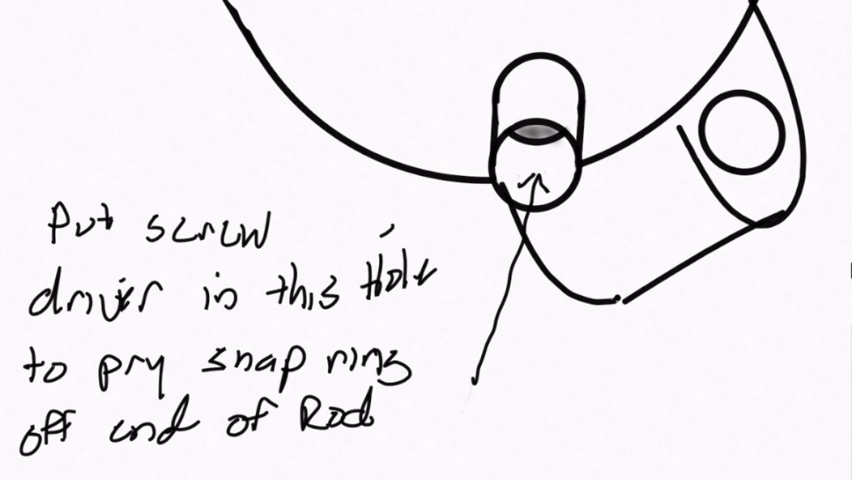 Put screw
driver in this Hole
to pry snap ring
off end of Rod